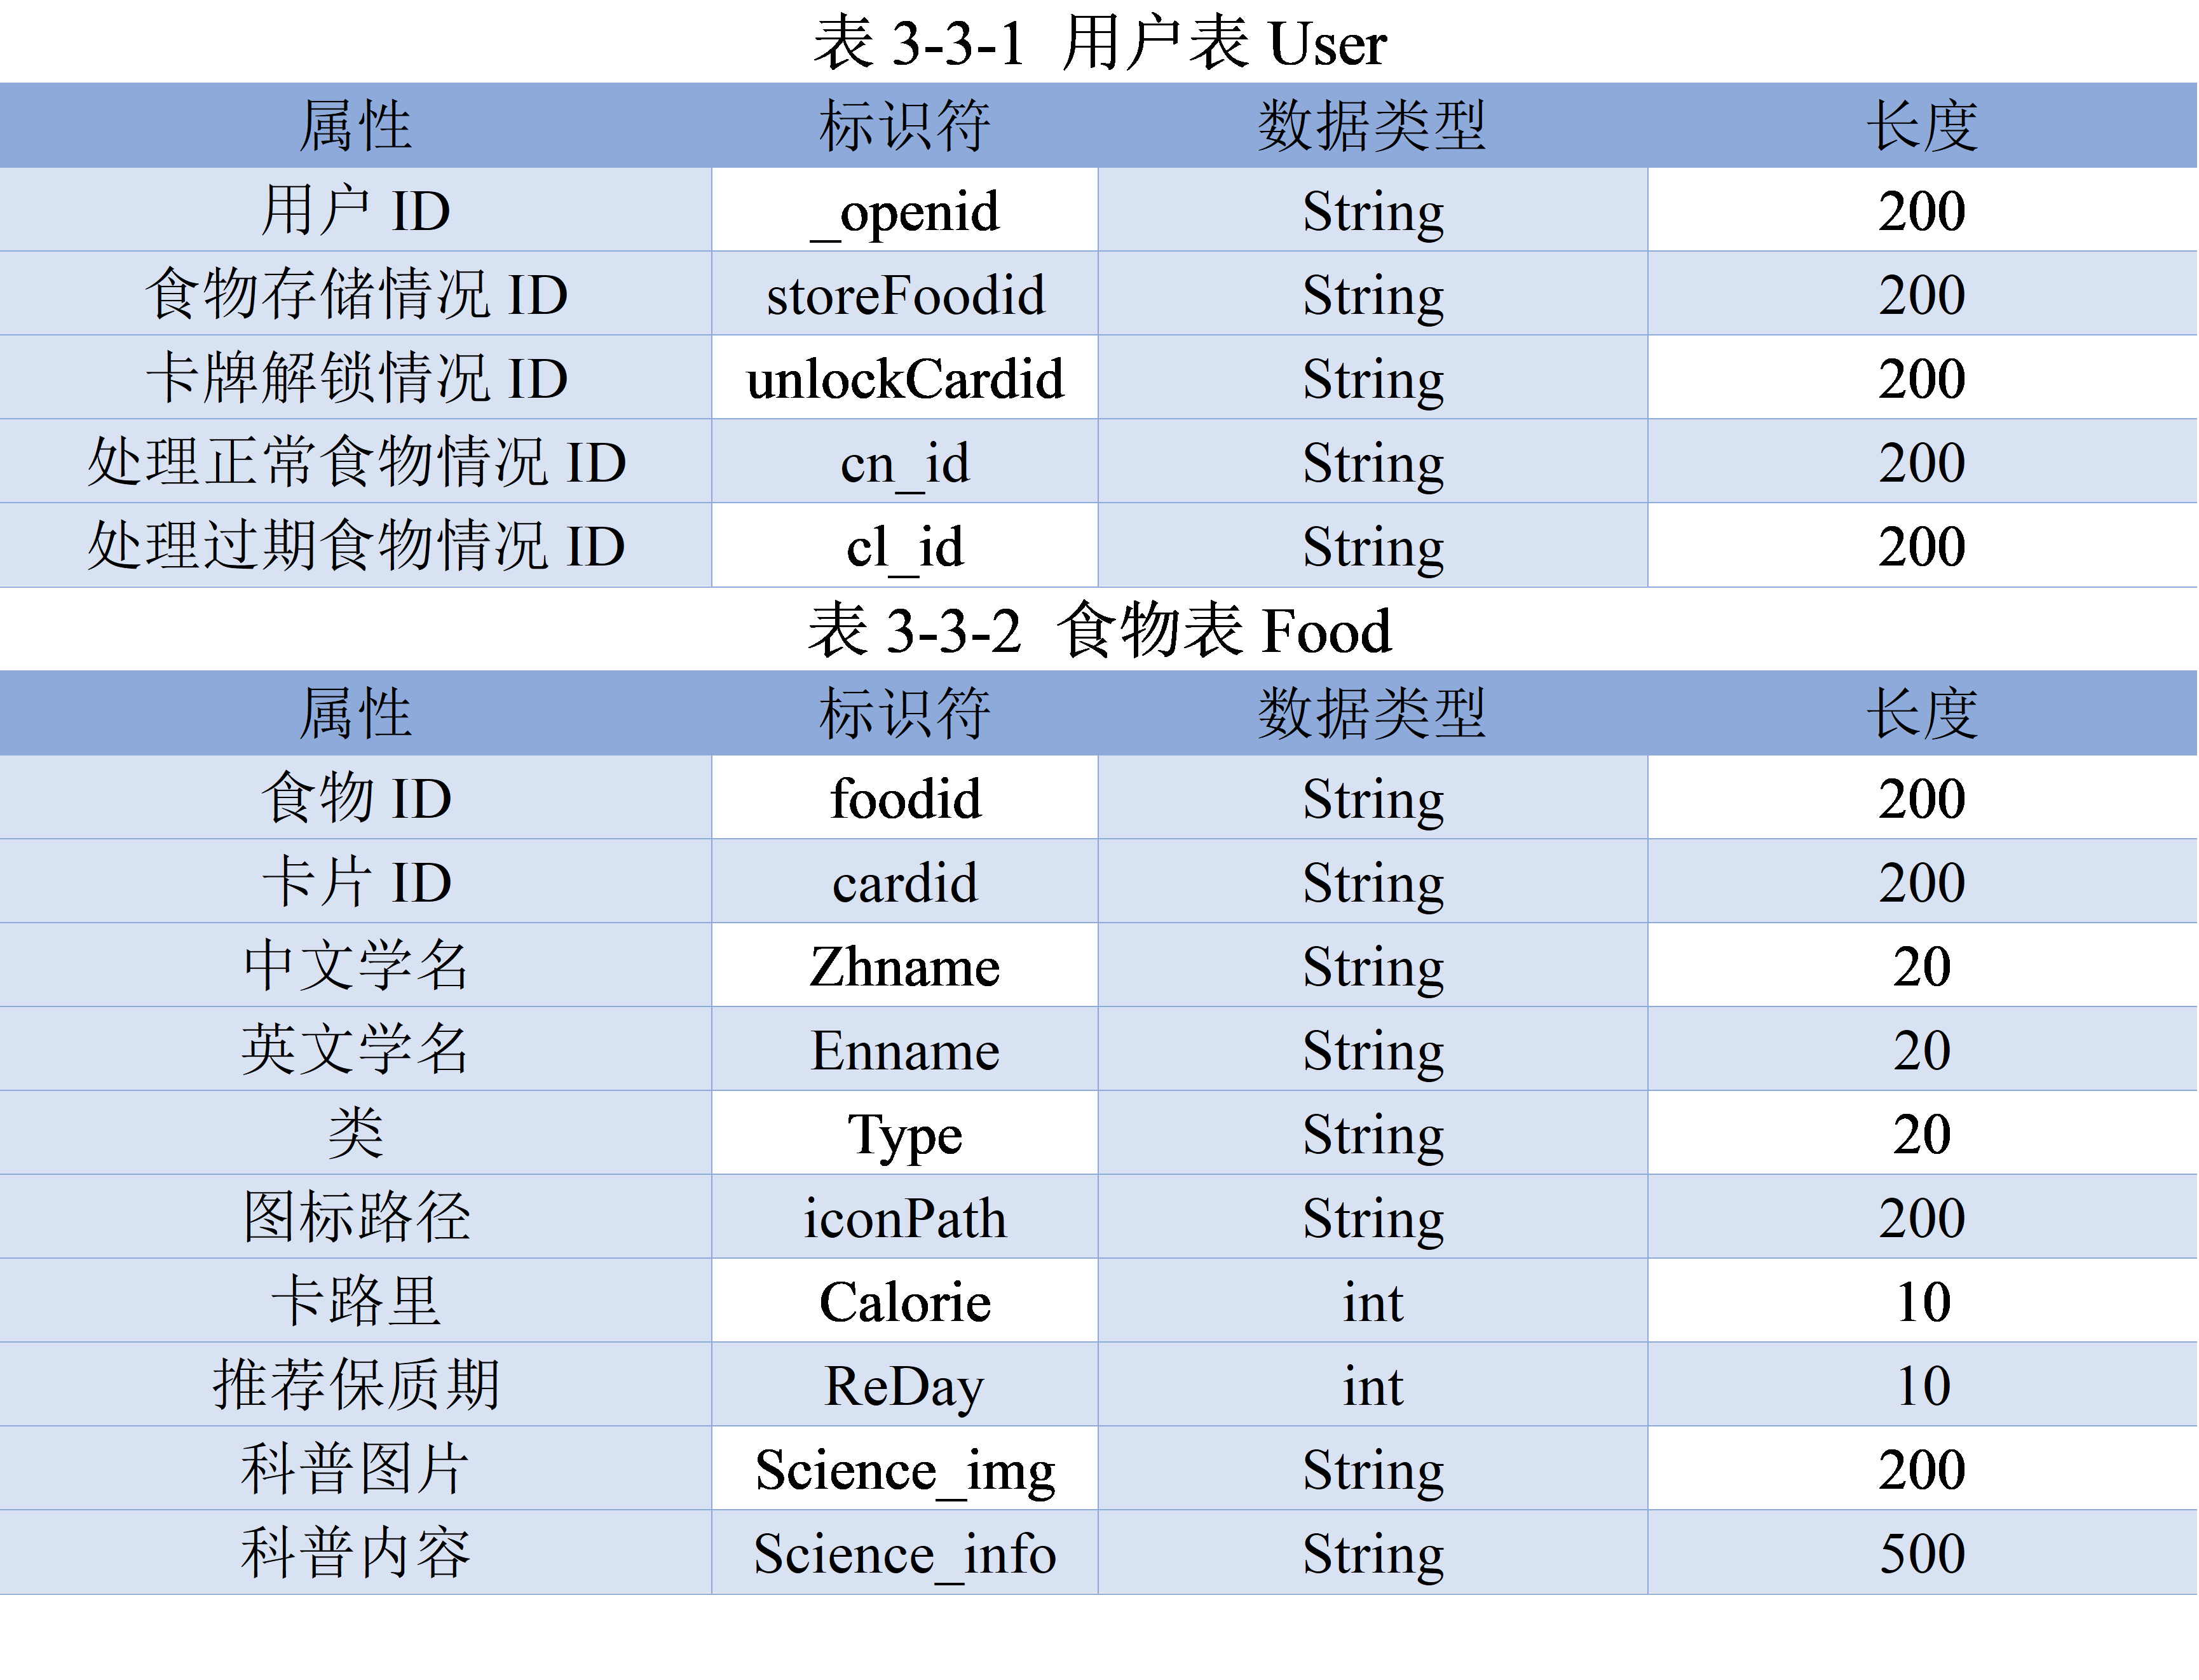 表 3-3-1 用户表 User
属性 标识符 数据类型 长度
用户 ID _openid String 200
食物存储情况 ID storeFoodid String 200
卡牌解锁情况 ID unlockCardid String 200
处理正常食物情况 ID cn_id String 200
处理过期食物情况 ID cl_id String 200
表 3-3-2 食物表 Food
属性 标识符 数据类型 长度
食物 ID foodid String 200
卡片 ID cardid String 200
中文学名 Zhname String 20
英文学名 Enname String 20
类 Type String 20
图标路径 iconPath String 200
卡路里 Calorie int 10
推荐保质期 ReDay int 10
科普图片 Science_img String 200
科普内容 Science_info String 500